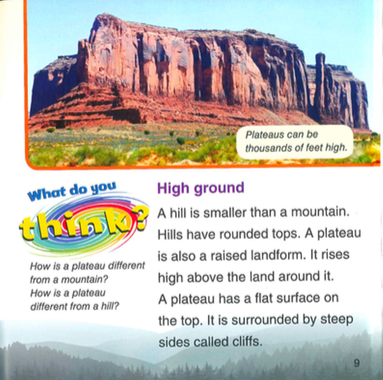 Plateaus can be
thousands of feet high.
What do you
think?
How is a plateau different
from a mountain?
How is a plateau
different from a hill?
High ground
A hill is smaller than a mountain.
Hills have rounded tops. A plateau
is also a raised landform. It rises
high above the land around it.
A plateau has a flat surface on
the top. It is surrounded by steep
sides called cliffs.
9